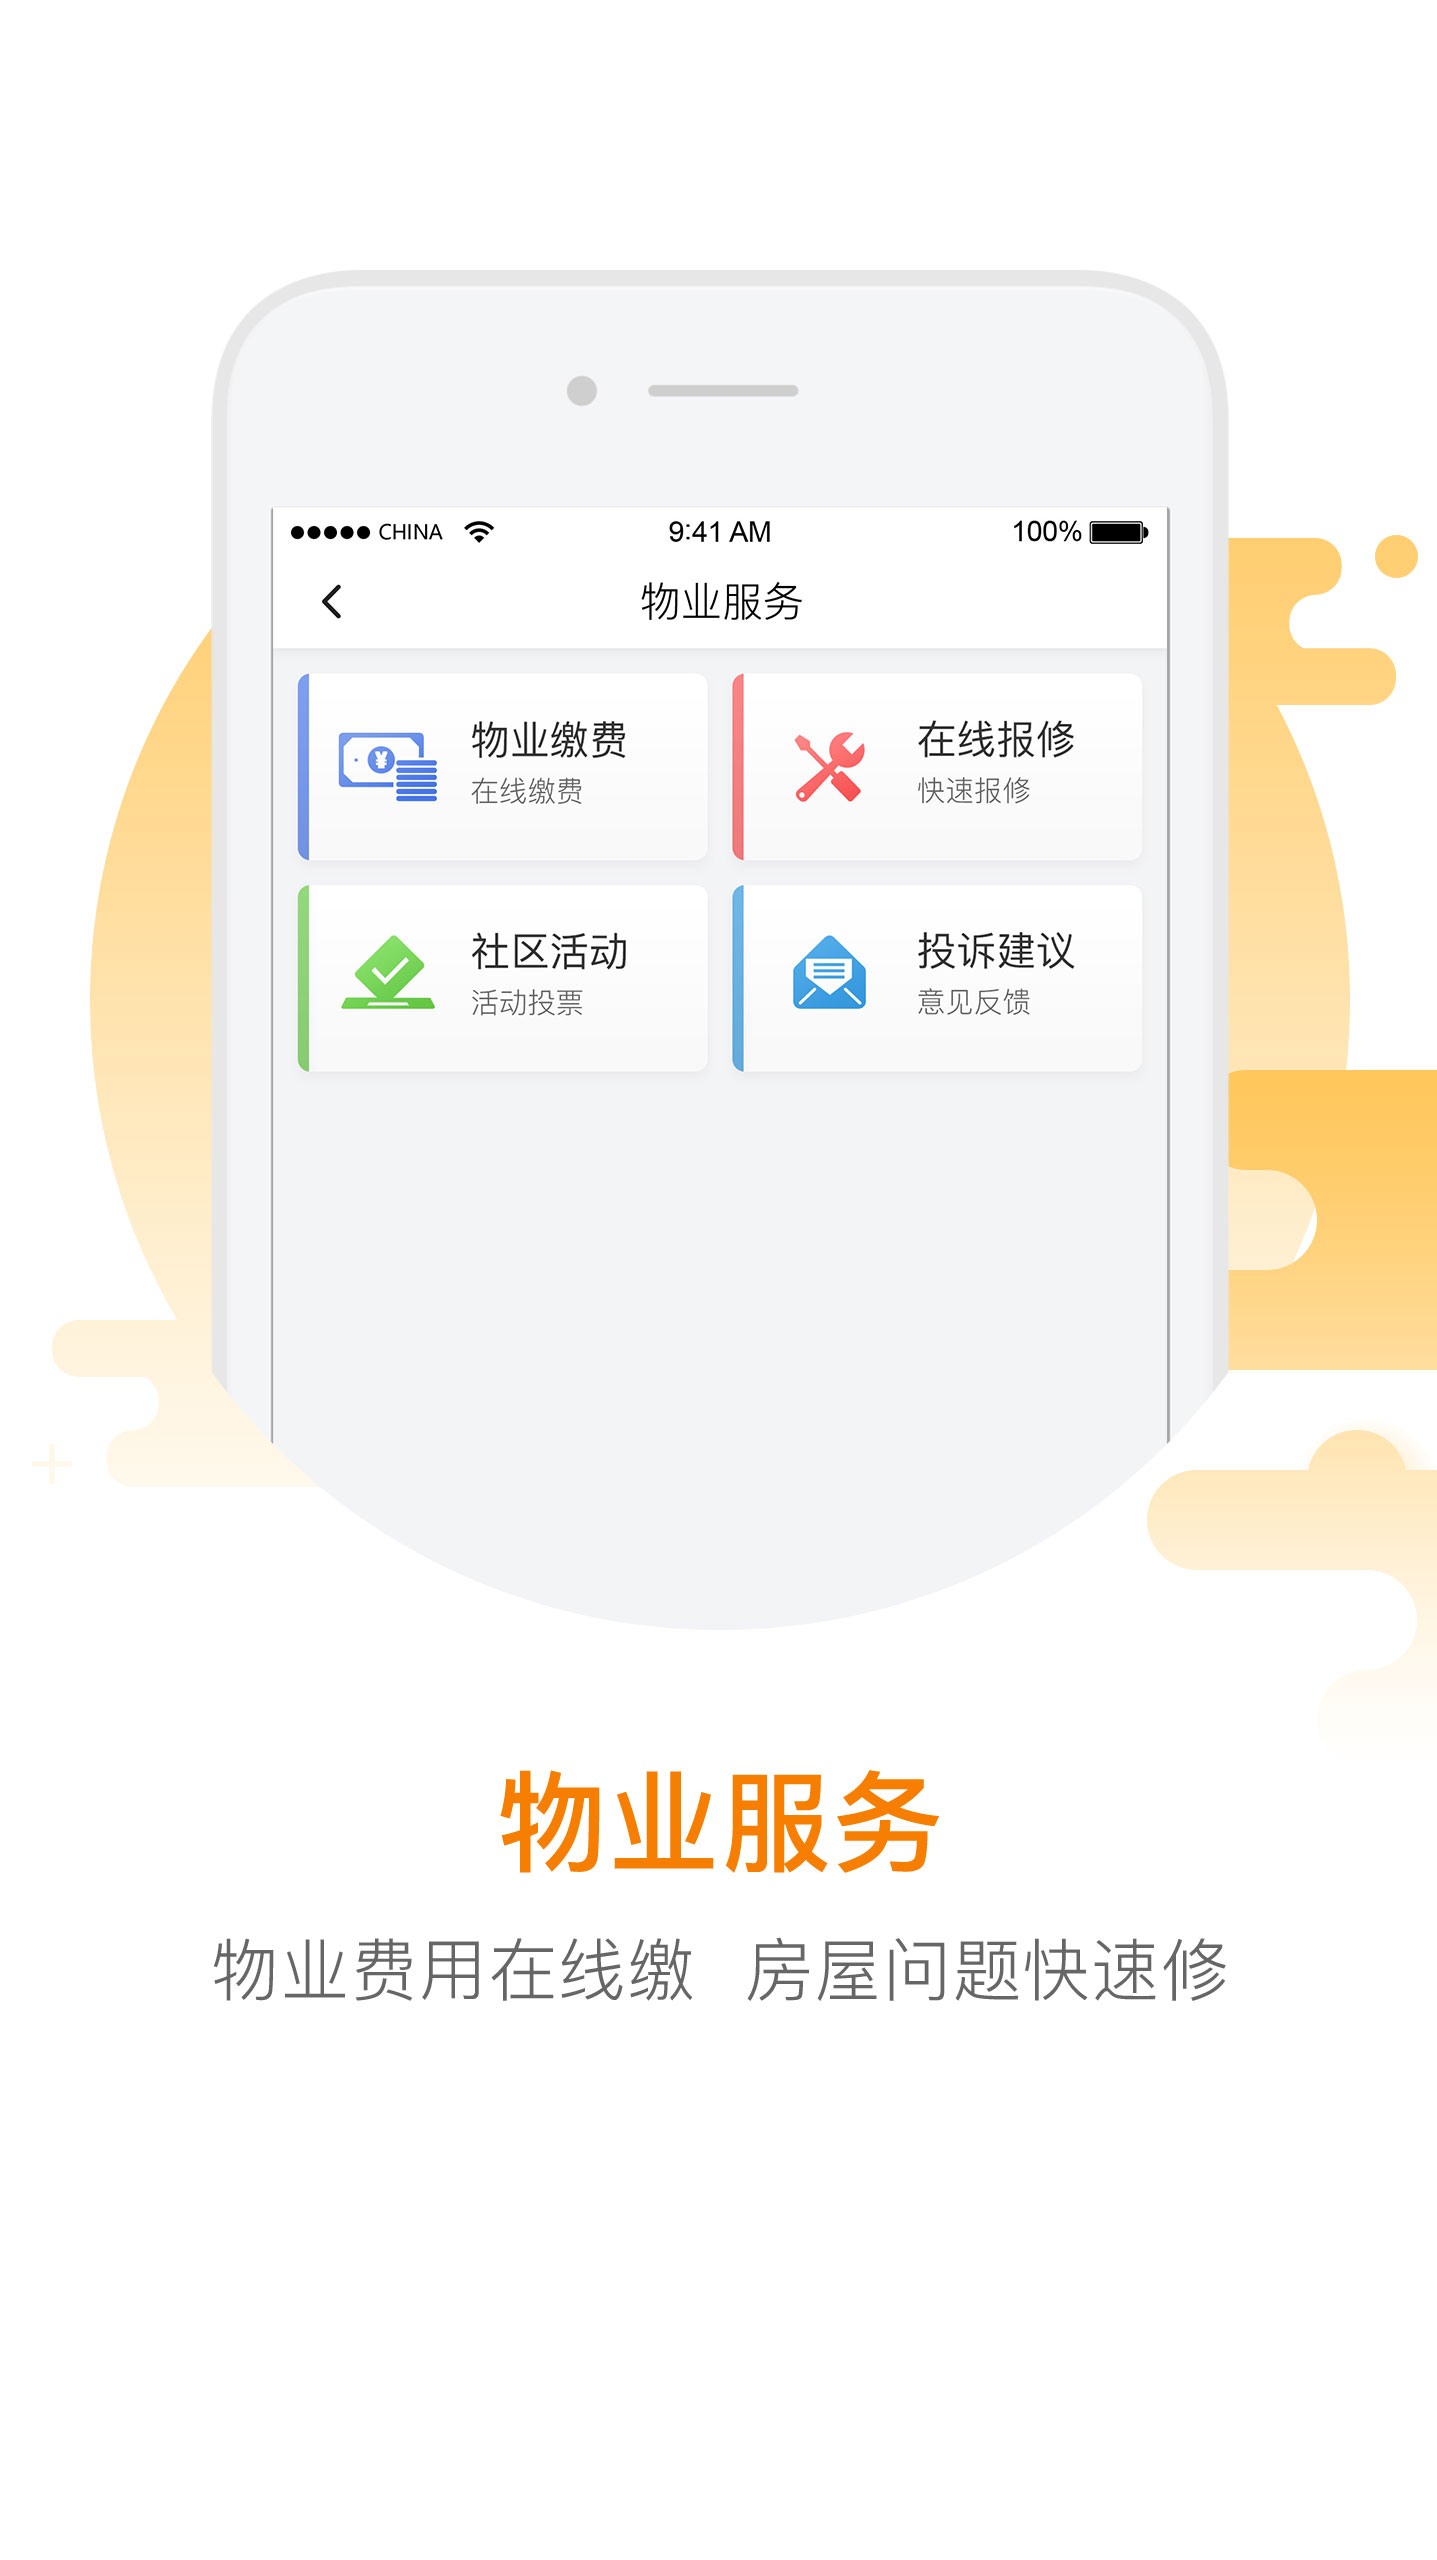 CHINA 9:41 AM 100%
物业服务
物业缴费
在线缴费
在线报修
快速报修
社区活动
活动投票
投诉建议
意见反馈
物业服务
物业费用在线缴 房屋问题快速修